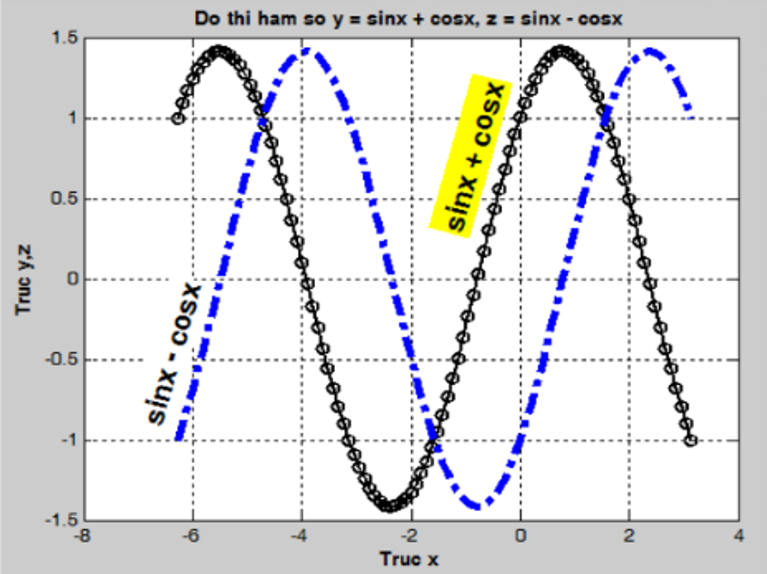 Do thi ham so y = sinx + cosx, z = sinx - cosx
1.5
1
0.5
0
-0.5
-1
-1.5
Truc y,z
sinx - cosx
sinx + cosx
-8
-6
-4
-2
0
2
4
Truc x